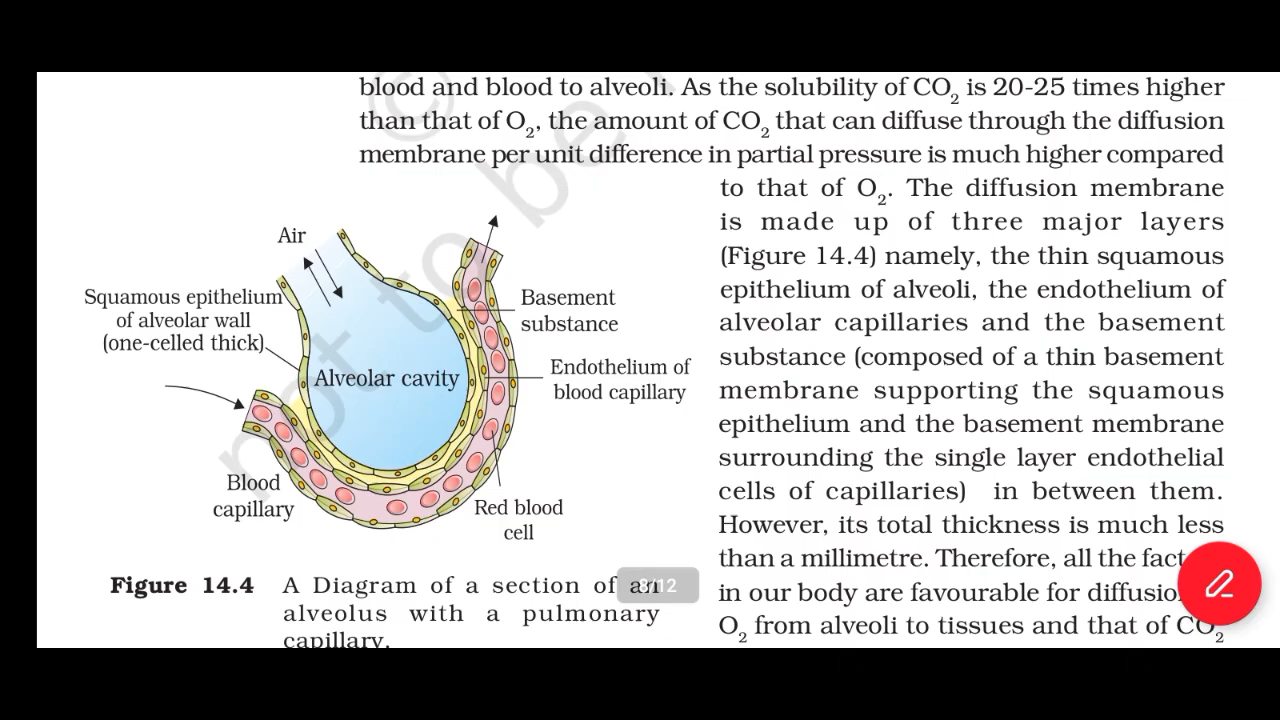 blood and blood to alveoli. As the solubility of CO₂ is 20-25 times higher
than that of O₂, the amount of CO₂ that can diffuse through the diffusion
membrane per unit difference in partial pressure is much higher compared
to that of O₂. The diffusion membrane
is made up of three major layers
(Figure 14.4) namely, the thin squamous
epithelium of alveoli, the endothelium of
alveolar capillaries and the basement
substance (composed of a thin basement
membrane supporting the squamous
epithelium and the basement membrane
surrounding the single layer endothelial
cells of capillaries) in between them.
However, its total thickness is much less
than a millimetre. Therefore, all the fact
in our body are favourable for diffusio
O₂ from alveoli to tissues and that of CO₂
Air
Squamous epithelium
of alveolar wall
(one-celled thick)
Alveolar cavity
Basement
substance
Endothelium of
blood capillary
Blood
capillary
Red blood
cell
Figure 14.4 A Diagram of a section of an
alveolus with a pulmonary
capillary.
8/12
© not to be r